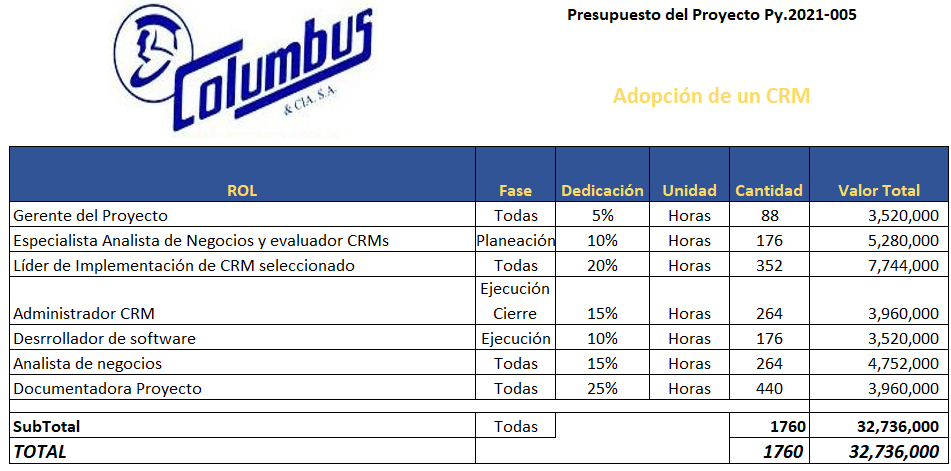 Columbus
& CIA. S.A.
Presupuesto del Proyecto Py.2021-005
Adopción de un CRM
ROL Fase Dedicación Unidad Cantidad Valor Total
Gerente del Proyecto Todas 5% Horas 88 3,520,000
Especialista Analista de Negocios y evaluador CRMs Planeación 10% Horas 176 5,280,000
Líder de Implementación de CRM seleccionado Todas 20% Horas 352 7,744,000
Ejecución
Administrador CRM Cierre 15% Horas 264 3,960,000
Desrrollador de software Ejecución 10% Horas 176 3,520,000
Analista de negocios Todas 15% Horas 264 4,752,000
Documentadora Proyecto Todas 25% Horas 440 3,960,000
SubTotal Todas 1760 32,736,000
TOTAL 1760 32,736,000